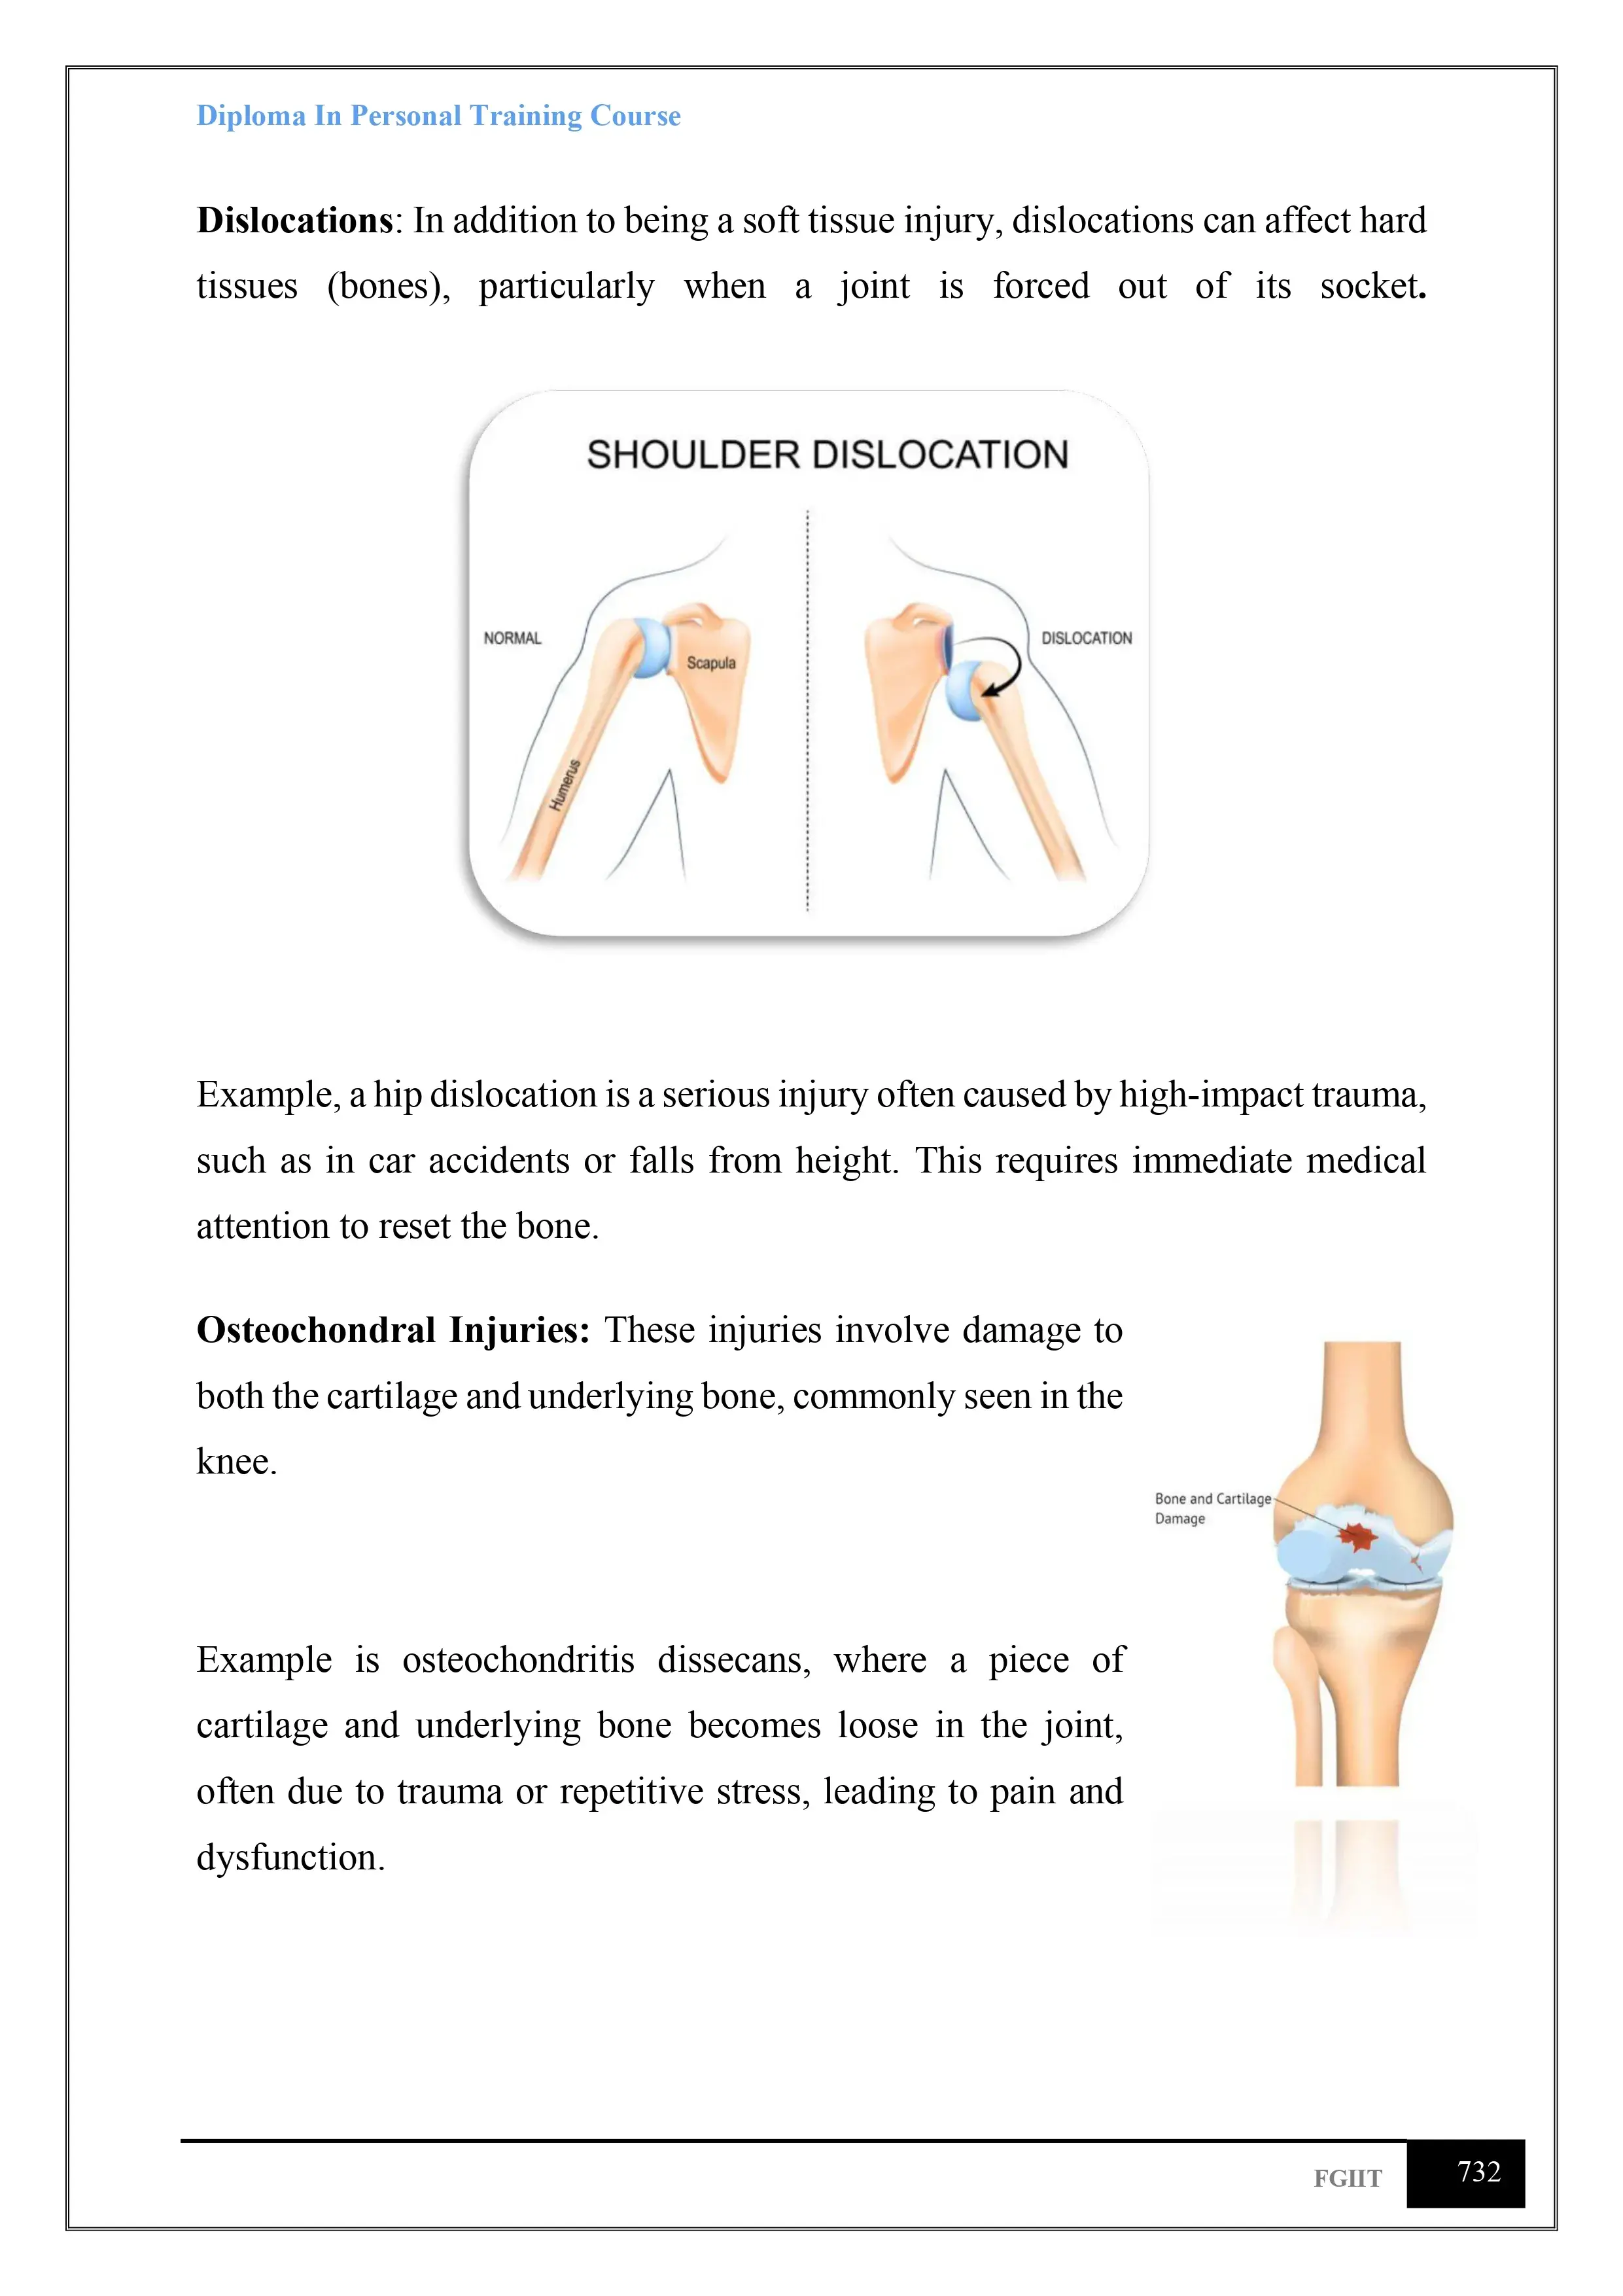 Diploma In Personal Training Course
Dislocations: In addition to being a soft tissue injury, dislocations can affect hard
tissues (bones), particularly when a joint is forced out of its socket.
SHOULDER DISLOCATION
NORMAL
Scapula
Humerus
DISLOCATION
Example, a hip dislocation is a serious injury often caused by high-impact trauma,
such as in car accidents or falls from height. This requires immediate medical
attention to reset the bone.
Osteochondral Injuries: These injuries involve damage to
both the cartilage and underlying bone, commonly seen in the
knee.
Bone and Cartilage
Damage
Example is osteochondritis dissecans, where a piece of
cartilage and underlying bone becomes loose in the joint,
often due to trauma or repetitive stress, leading to pain and
dysfunction.
FGIIT
732